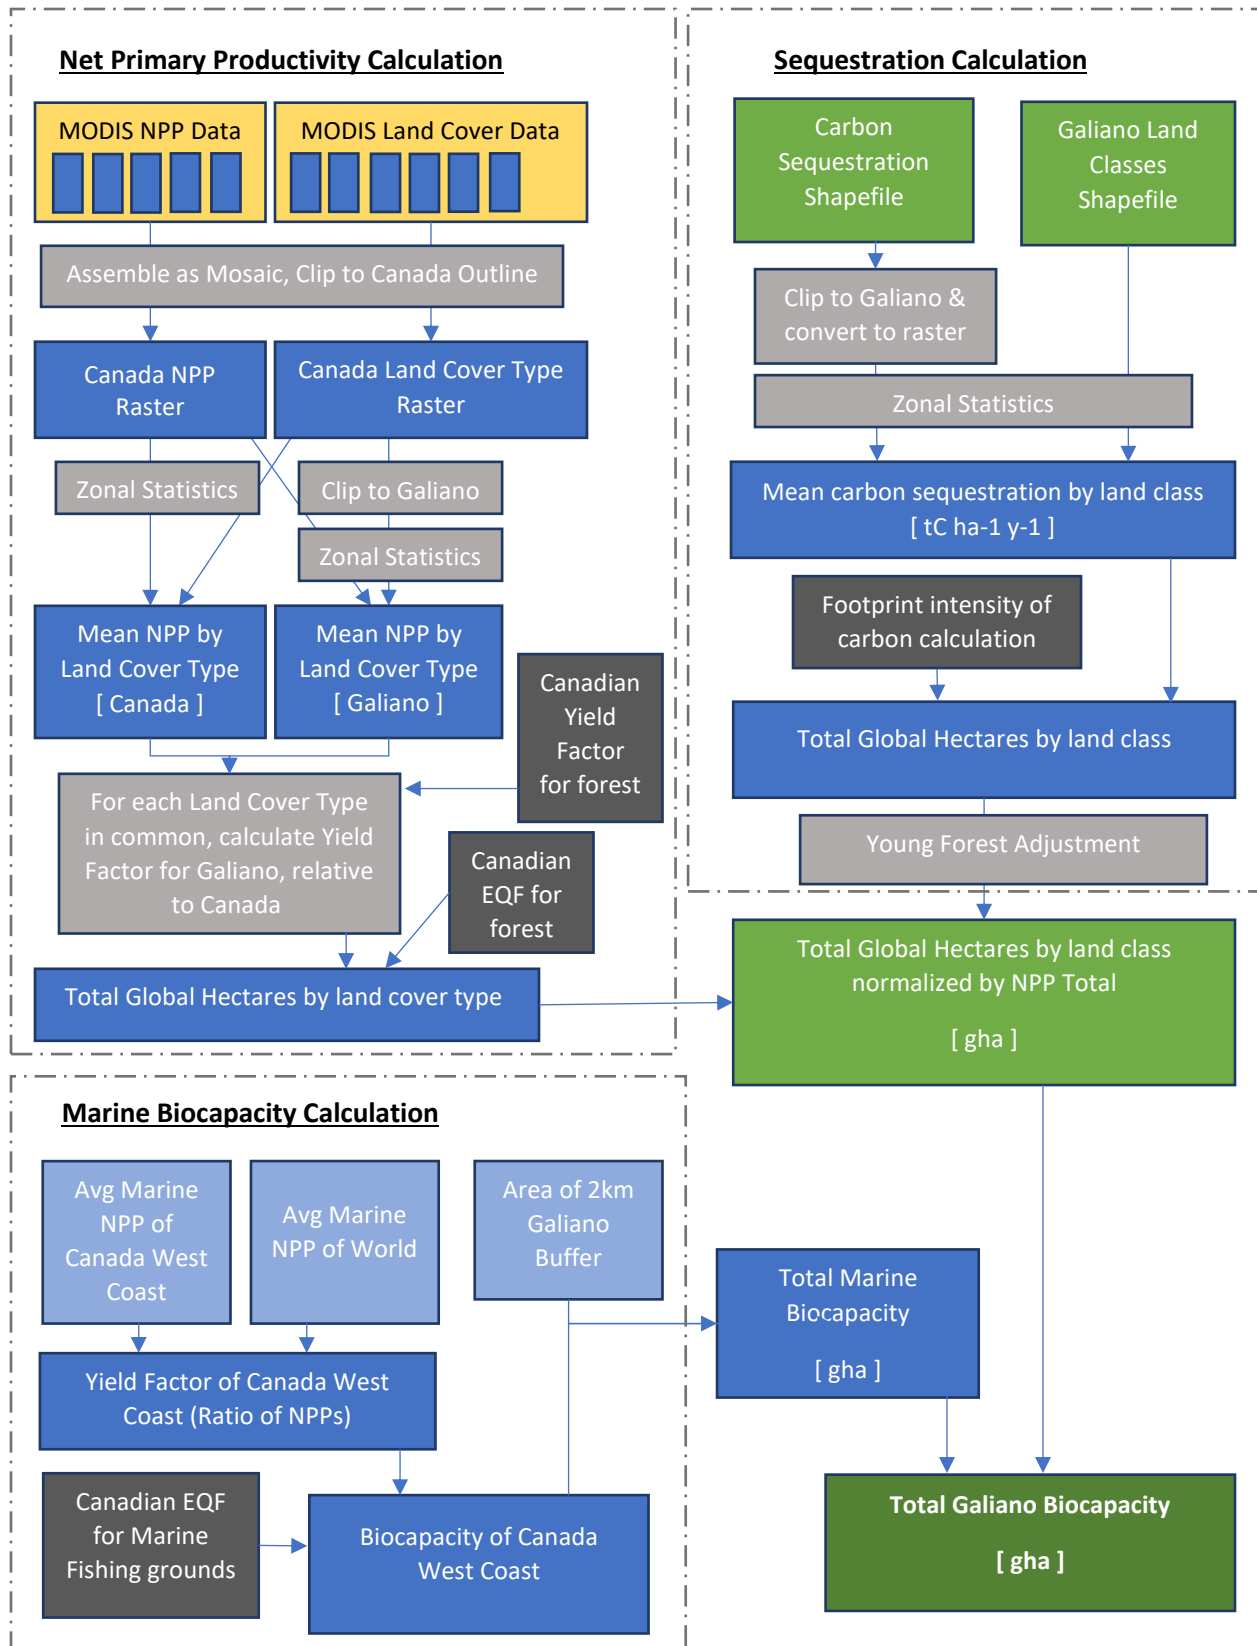 Net Primary Productivity Calculation
MODIS NPP Data
MODIS Land Cover Data
Assemble as Mosaic, Clip to Canada Outline
Canada NPP
Raster
Canada Land Cover Type
Raster
Zonal Statistics
Clip to Galiano
Zonal Statistics
Mean NPP by
Land Cover Type
[ Canada ]
Mean NPP by
Land Cover Type
[ Galiano ]
Canadian
Yield
Factor
for forest
For each Land Cover Type
in common, calculate Yield
Factor for Galiano, relative
to Canada
Canadian
EQF for
forest
Total Global Hectares by land cover type
Sequestration Calculation
Carbon
Sequestration
Shapefile
Galiano Land
Classes
Shapefile
Clip to Galiano &
convert to raster
Zonal Statistics
Mean carbon sequestration by land class
[ tC ha-1 y-1 ]
Footprint intensity of
carbon calculation
Total Global Hectares by land class
Young Forest Adjustment
Total Global Hectares by land class
normalized by NPP Total
[ gha ]
Marine Biocapacity Calculation
Avg Marine
NPP of
Canada West
Coast
Avg Marine
NPP of World
Area of 2km
Galiano
Buffer
Yield Factor of Canada West
Coast (Ratio of NPPs)
Canadian EQF
for Marine
Fishing grounds
Biocapacity of Canada
West Coast
Total Marine
Biocapacity
[ gha ]
Total Galiano Biocapacity
[ gha ]